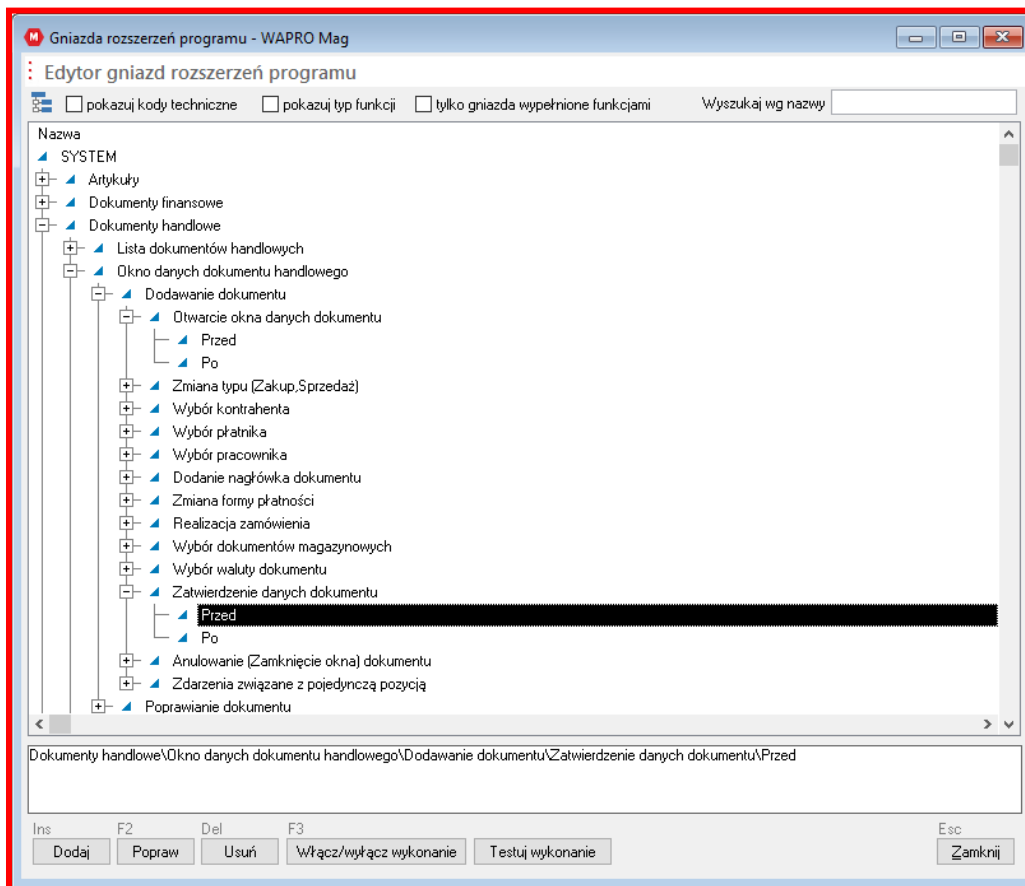 Gniazda rozszerzeń programu - WAPRO Mag
Edytor gniazd rozszerzeń programu
pokazuj kody techniczne pokazuj typ funkcji tylko gniazda wypełnione funkcjami Wyszukaj wg nazwy
Nazwa
SYSTEM
Artykuły
Dokumenty finansowe
Dokumenty handlowe
Lista dokumentów handlowych
Okno danych dokumentu handlowego
Dodawanie dokumentu
Otwarcie okna danych dokumentu
Przed
Po
Zmiana typu (Zakup,Sprzedaż)
Wybór kontrahenta
Wybór płatnika
Wybór pracownika
Dodanie nagłówka dokumentu
Zmiana formy płatności
Realizacja zamówienia
Wybór dokumentów magazynowych
Wybór waluty dokumentu
Zatwierdzenie danych dokumentu
Przed
Po
Anulowanie (Zamknięcie okna) dokumentu
Zdarzenia związane z pojedynczą pozycją
Poprawianie dokumentu
Dokumenty handlowe\Okno danych dokumentu handlowego\Dodawanie dokumentu\Zatwierdzenie danych dokumentu\Przed
Ins F2 Del F3 Esc
Dodaj Popraw Usuń Włącz/wyłącz wykonanie Testuj wykonanie Zamknij